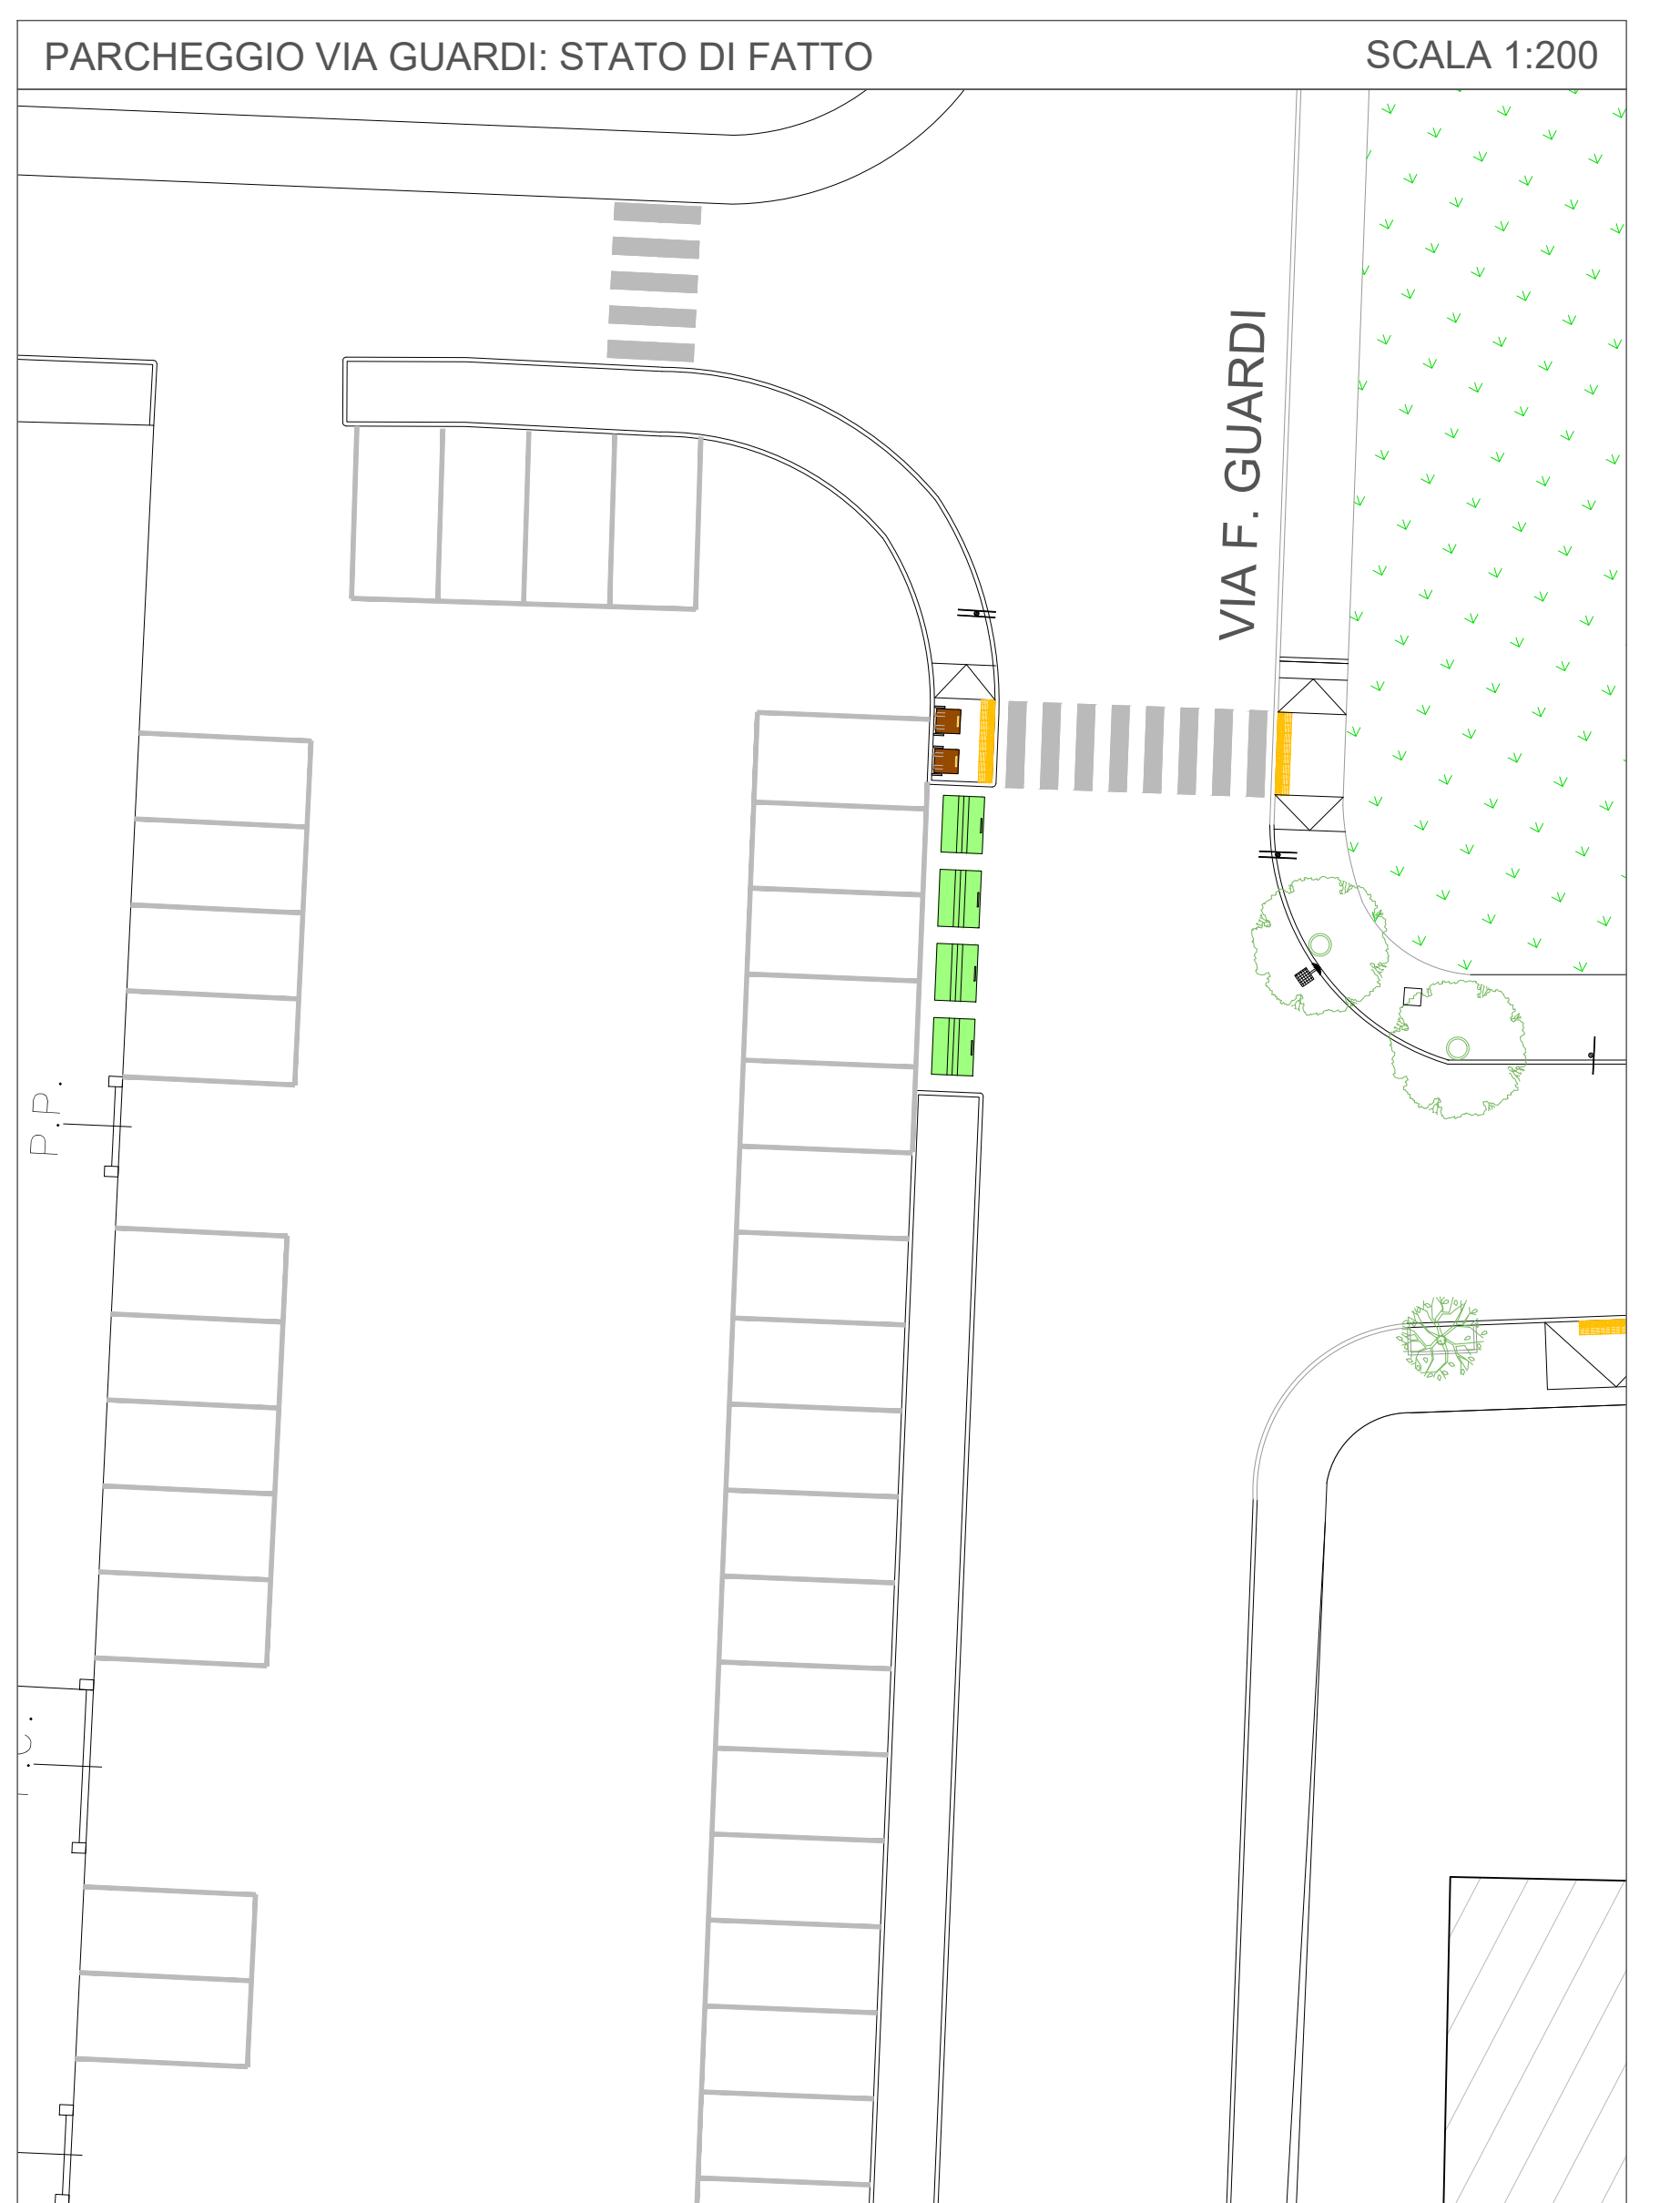 PARCHEGGIO VIA GUARDI: STATO DI FATTO
SCALA 1:200
VIA F. GUARDI
P.P.